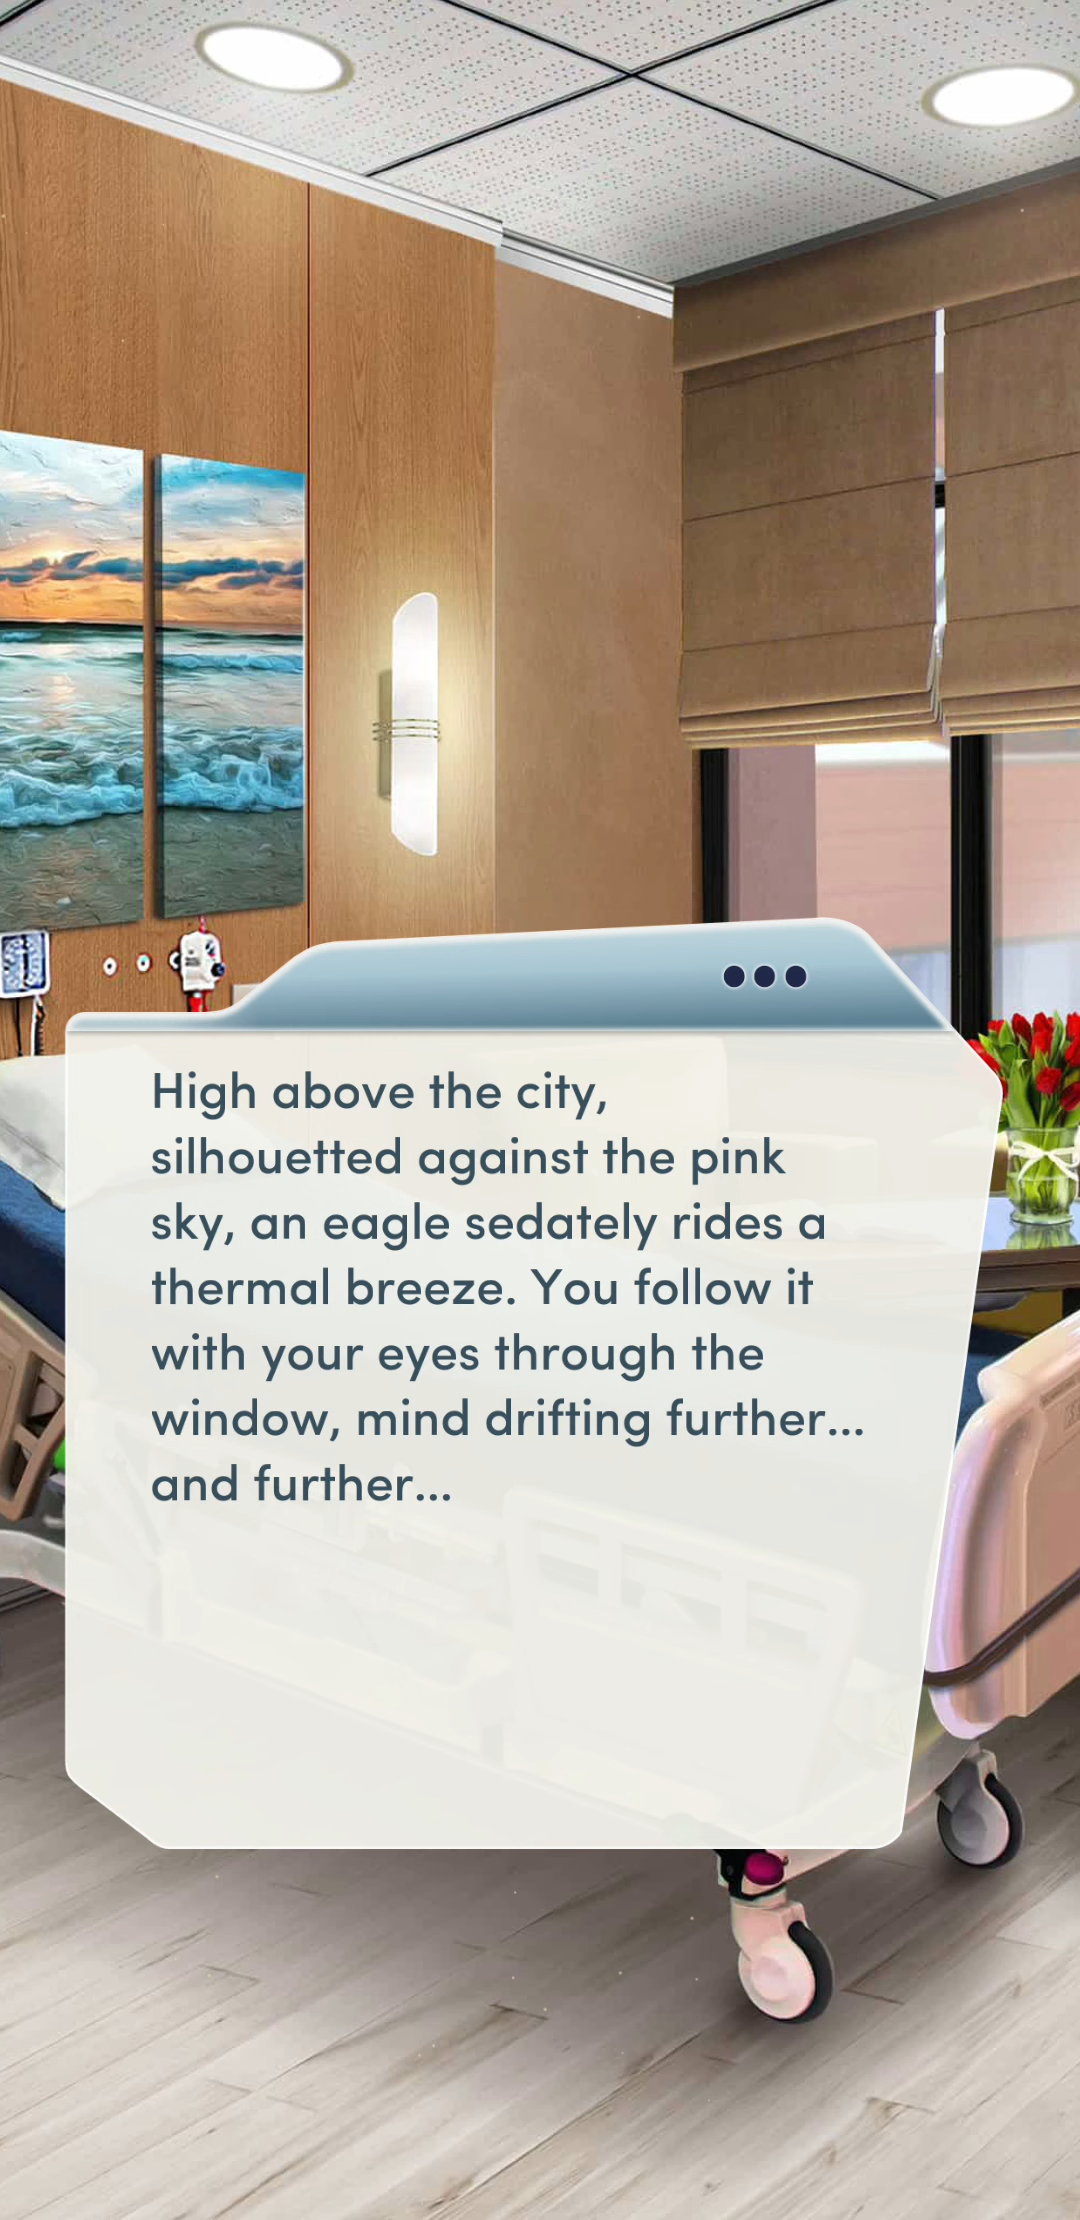 High above the city,
silhouetted against the pink
sky, an eagle sedately rides a
thermal breeze. You follow it
with your eyes through the
window, mind drifting further...
and further...